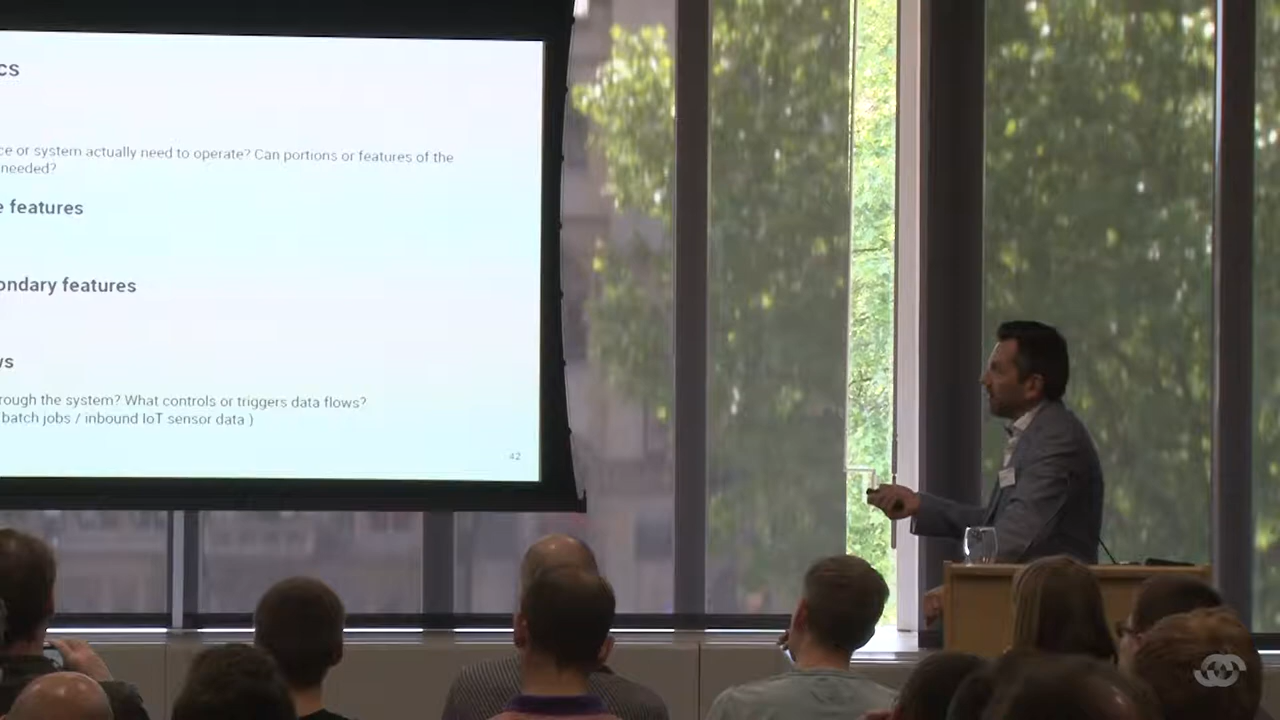 cs
ce or system actually need to operate? Can portions or features of the
needed?
e features
ondary features
ws
rough the system? What controls or triggers data flows?
batch jobs / inbound IoT sensor data )
42